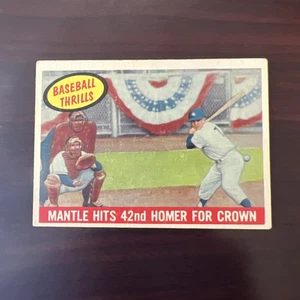 BASEBALL
THRILLS
MANTLE HITS 42nd HOMER FOR CROWN